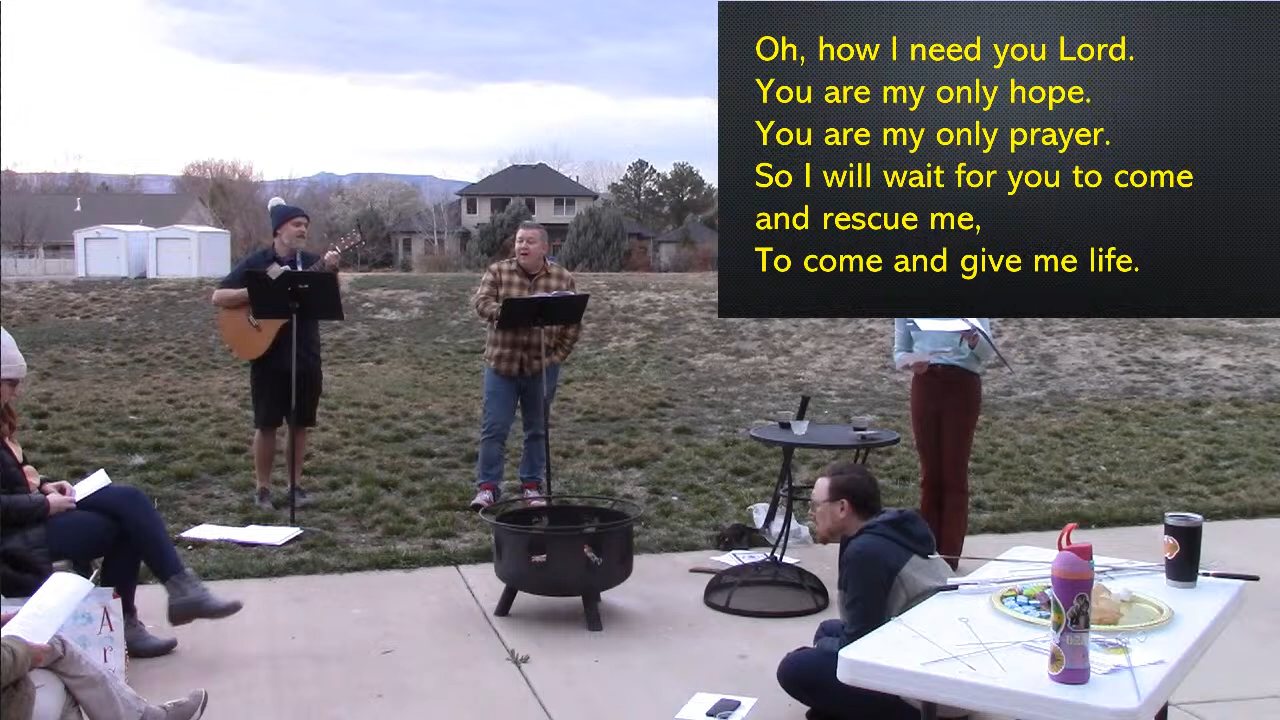 Oh, how I need you Lord.
You are my only hope.
You are my only prayer.
So I will wait for you to come
and rescue me,
To come and give me life.